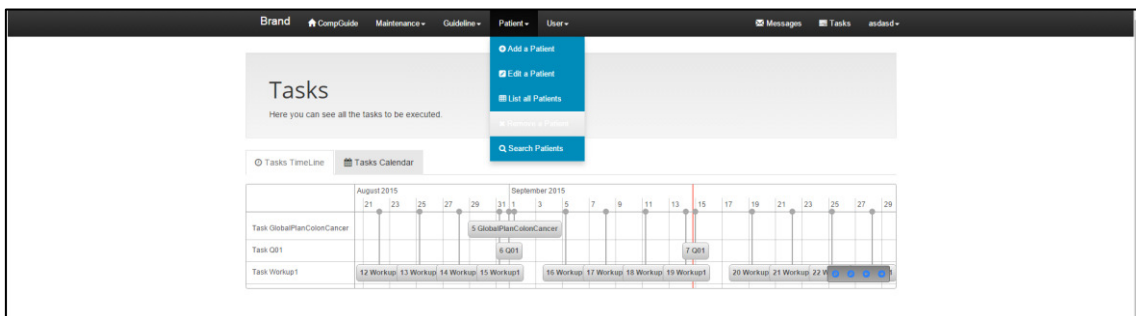 Brand CompGuide Maintenance Guideline Patient User Messages Tasks asdasd
Add a Patient
Edit a Patient
List all Patients
Remove a Patient
Search Patients
Tasks
Here you can see all the tasks to be executed.
Tasks TimeLine Tasks Calendar
August 2015 September 2015
21 23 25 27 29 31 1 3 5 7 9 11 13 15 17 19 21 23 25 27 29
Task GlobalPlanColonCancer 5 GlobalPlanColonCancer
Task Q01 6 Q01 7 Q01
Task Workup1 12 Workup 13 Workup 14 Workup 15 Workup1 16 Workup 17 Workup 18 Workup 19 Workup1 20 Workup 21 Workup 22 W 1